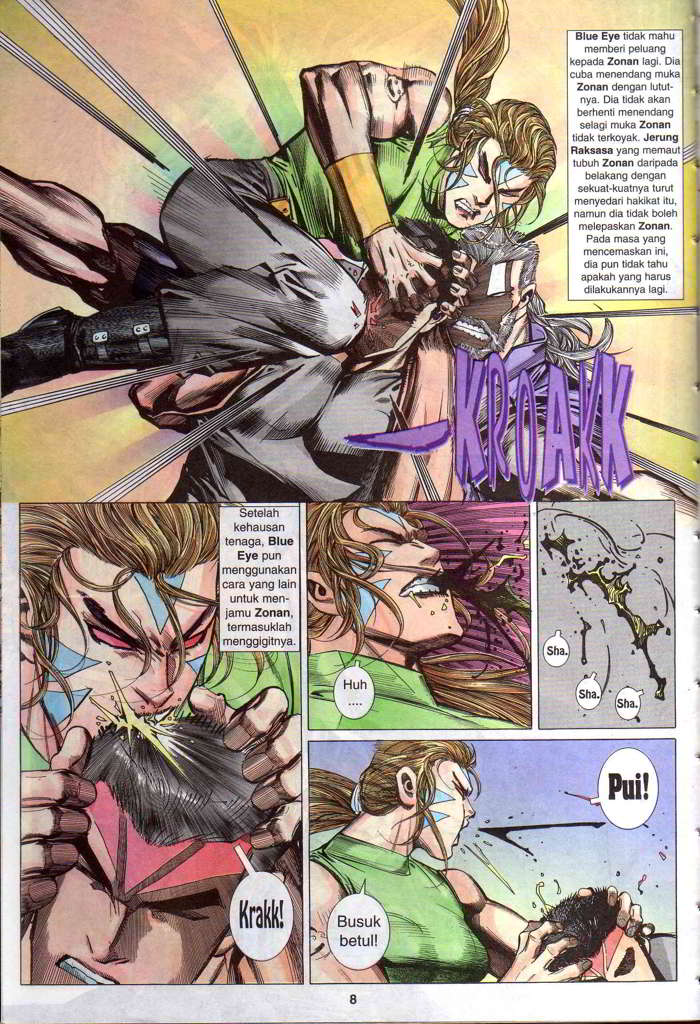 Blue Eye tidak mahu
memberi peluang
kepada Zonan lagi. Dia
cuba menendang muka
Zonan dengan lutut-
nya. Dia tidak akan
berhenti menendang
selagi muka Zonan
tidak terkoyak. Jerung
Raksasa yang memaut
tubuh Zonan daripada
belakang dengan
sekuat-kuatnya turut
menyedari hakikat itu,
namun dia tidak boleh
melepaskan Zonan.
Pada masa yang
mencemaskan ini,
dia pun tidak tahu
apakah yang harus
dilakukannya lagi.
KROAKK
Setelah
kehausan
tenaga, Blue
Eye pun
menggunakan
cara yang lain
untuk men-
jamu Zonan,
termasuklah
menggigitnya.
Krakk!
Huh
....
Sha.
Sha.
Sha.
Pui!
Busuk
betul!
8